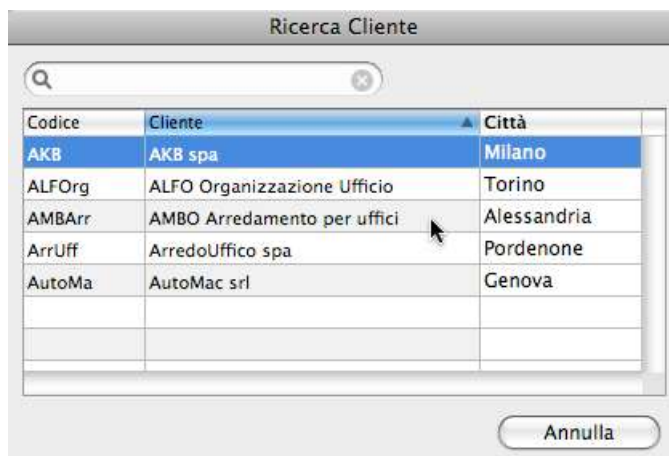 Ricerca Cliente
Codice Cliente Città
AKB AKB spa Milano
ALFOrg ALFO Organizzazione Ufficio Torino
AMBArr AMBO Arredamento per uffici Alessandria
ArrUff ArredoUffico spa Pordenone
AutoMa AutoMac srl Genova
Annulla